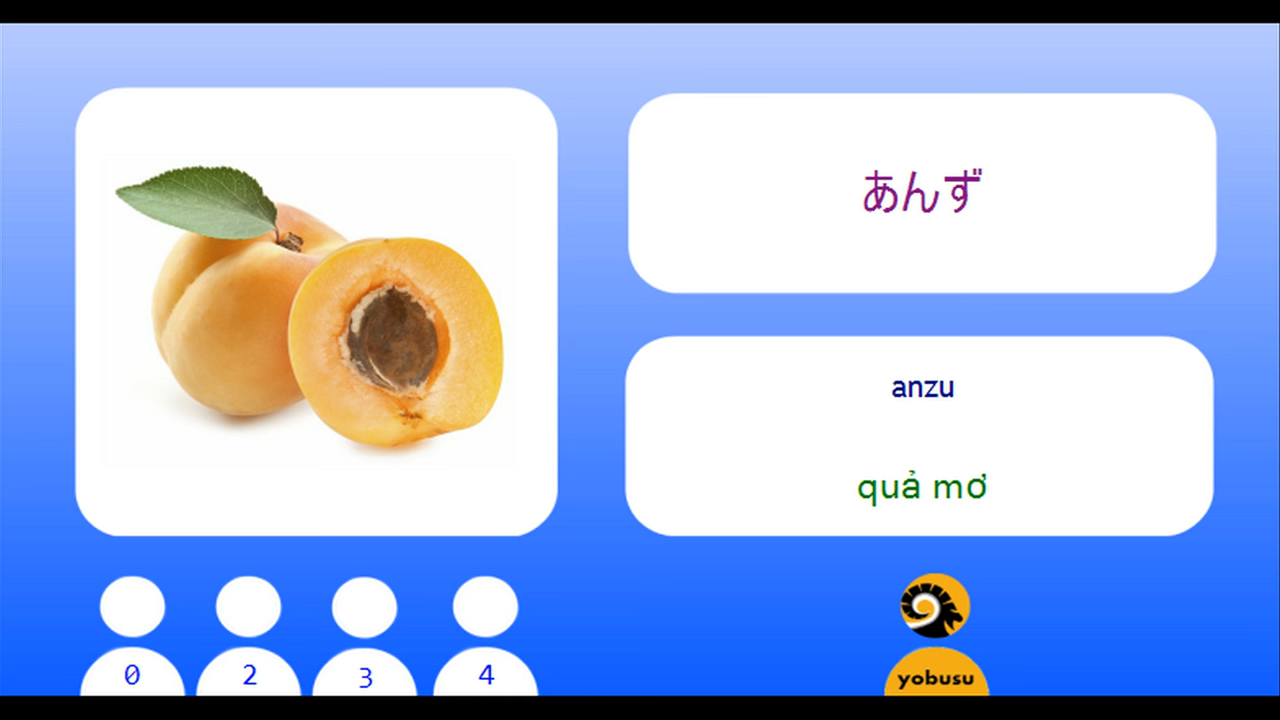 あんず
anzu
quả mơ
0 2 3 4
yobusu